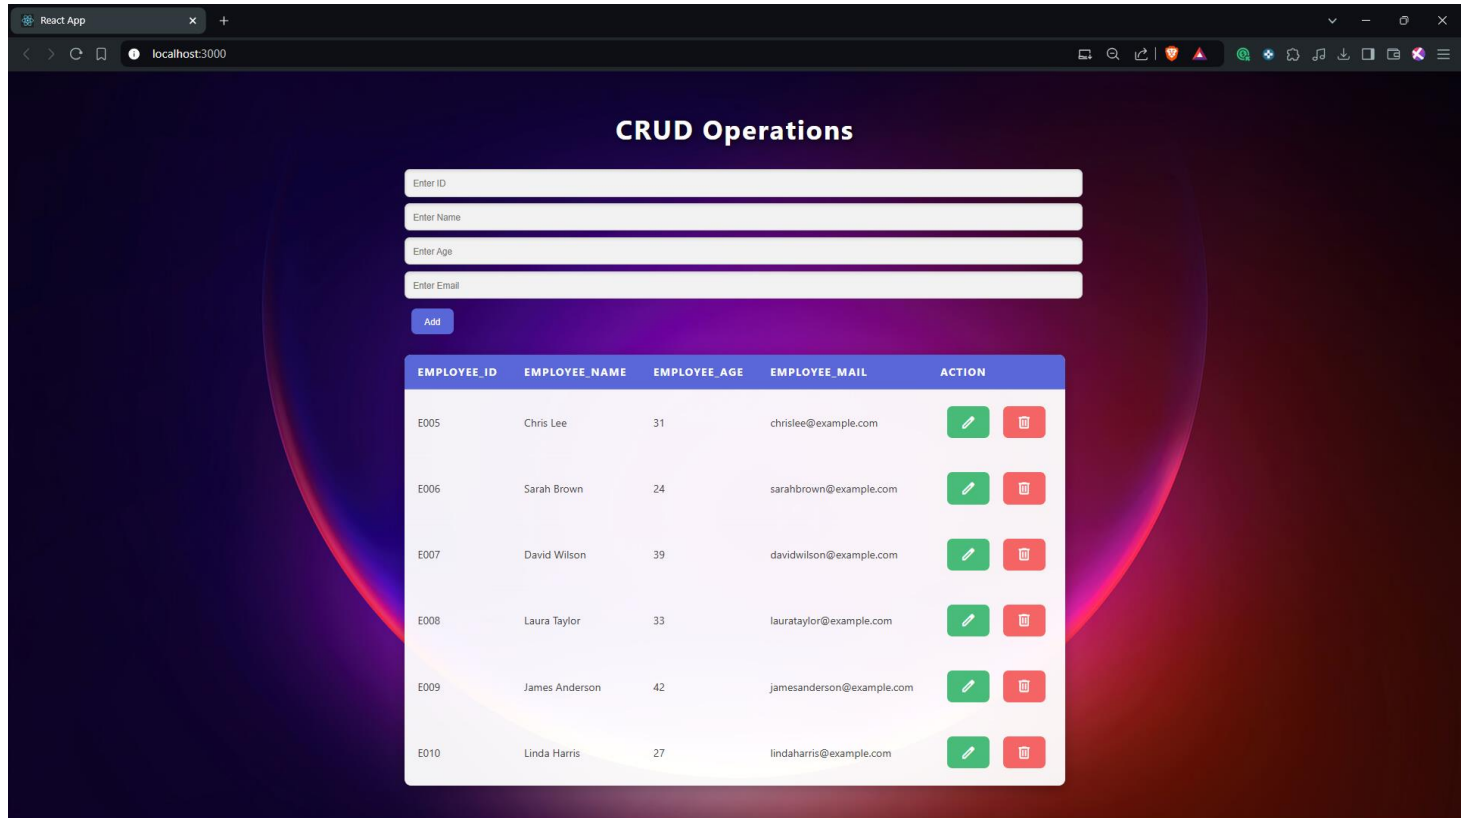 React App
localhost:3000
CRUD Operations
Enter ID
Enter Name
Enter Age
Enter Email
Add
EMPLOYEE_ID EMPLOYEE_NAME EMPLOYEE_AGE EMPLOYEE_MAIL ACTION
E005 Chris Lee 31 chrislee@example.com
E006 Sarah Brown 24 sarahbrown@example.com
E007 David Wilson 39 davidwilson@example.com
E008 Laura Taylor 33 laurataylor@example.com
E009 James Anderson 42 jamesanderson@example.com
E010 Linda Harris 27 lindaharris@example.com